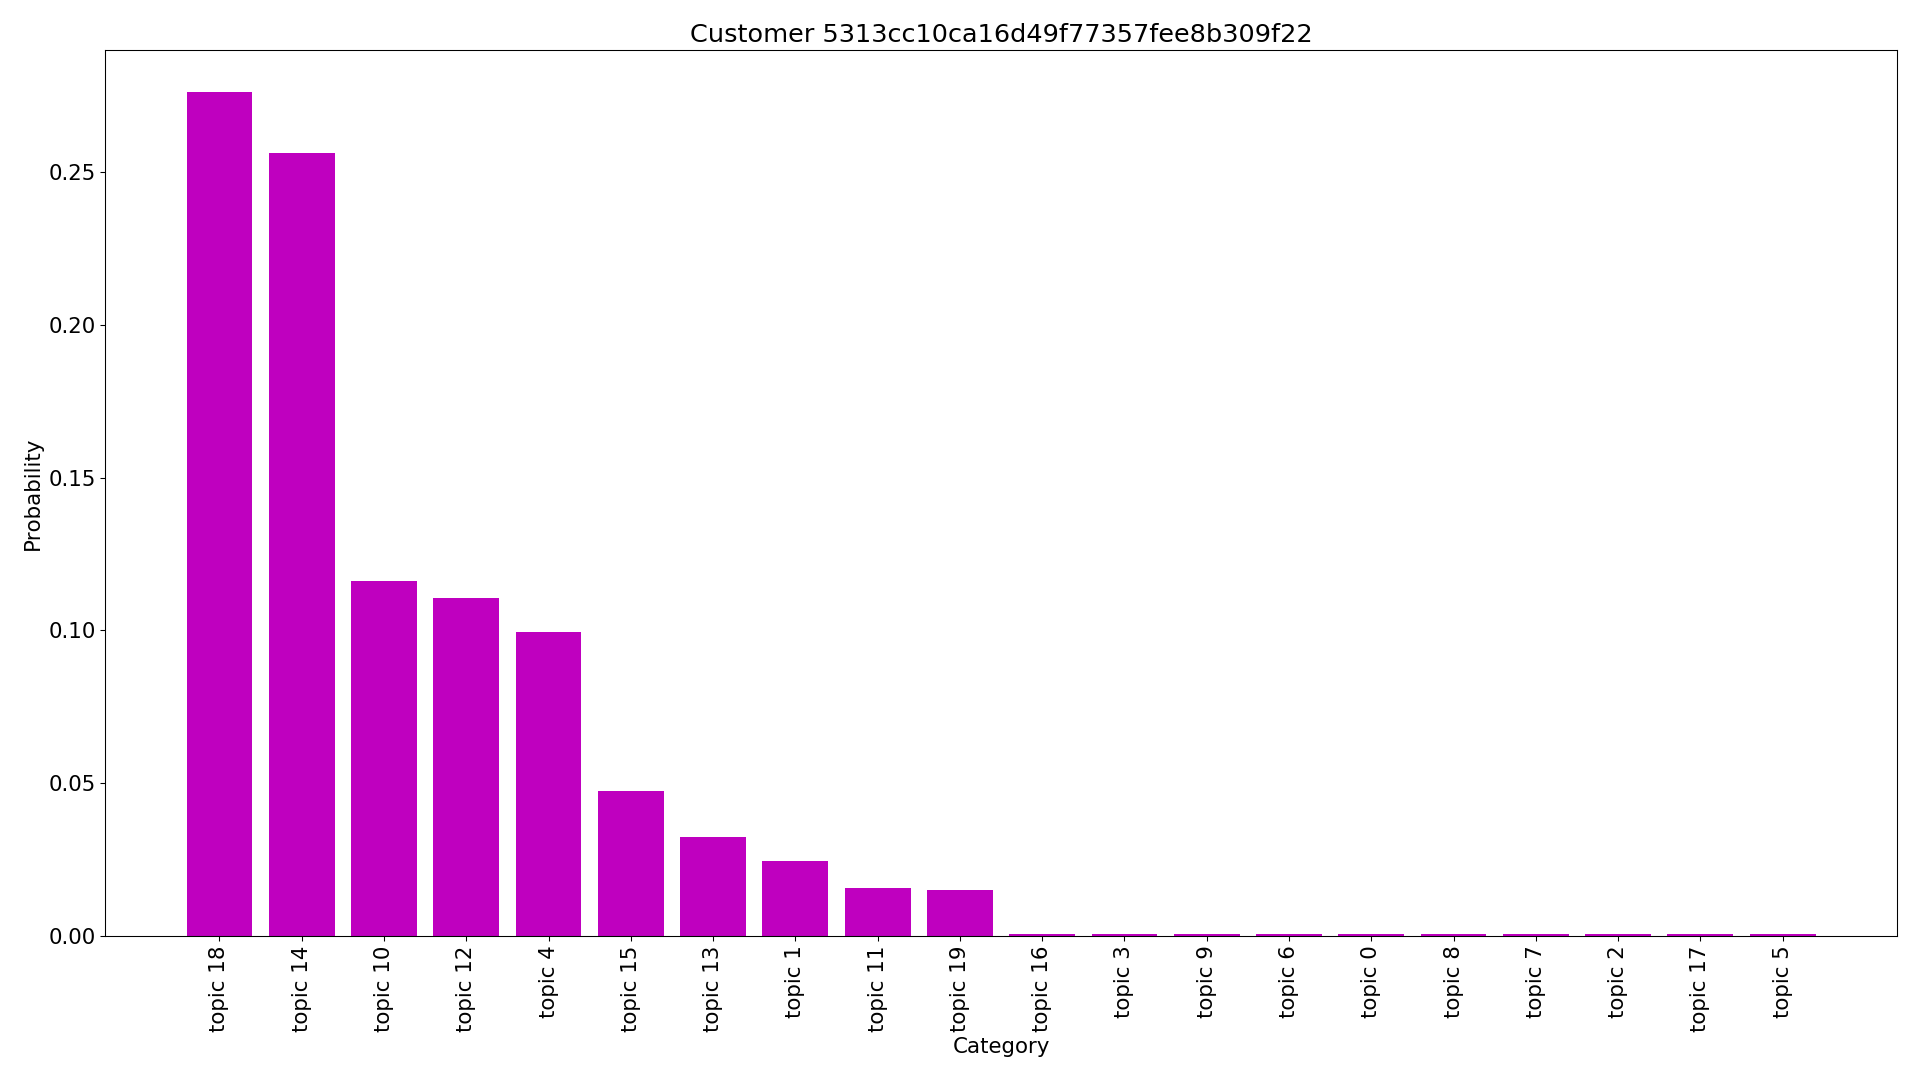 Customer 5313cc10ca16d49f77357fee8b309f22
Probability
0.25
0.20
0.15
0.10
0.05
0.00
topic 18
topic 14
topic 10
topic 12
topic 4
topic 15
topic 13
topic 1
topic 11
topic 19
topic 16
topic 3
topic 9
topic 6
topic 0
topic 8
topic 7
topic 2
topic 17
topic 5
Category